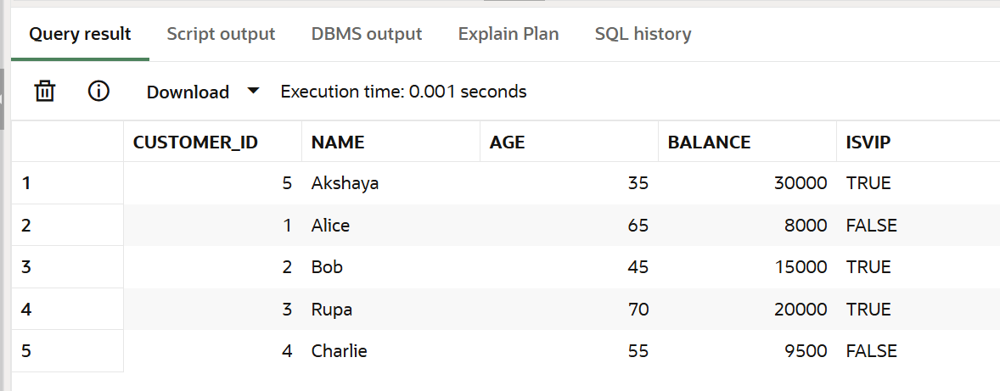 Query result Script output DBMS output Explain Plan SQL history
Download Execution time: 0.001 seconds
CUSTOMER_ID NAME AGE BALANCE ISVIP
1 5 Akshaya 35 30000 TRUE
2 1 Alice 65 8000 FALSE
3 2 Bob 45 15000 TRUE
4 3 Rupa 70 20000 TRUE
5 4 Charlie 55 9500 FALSE